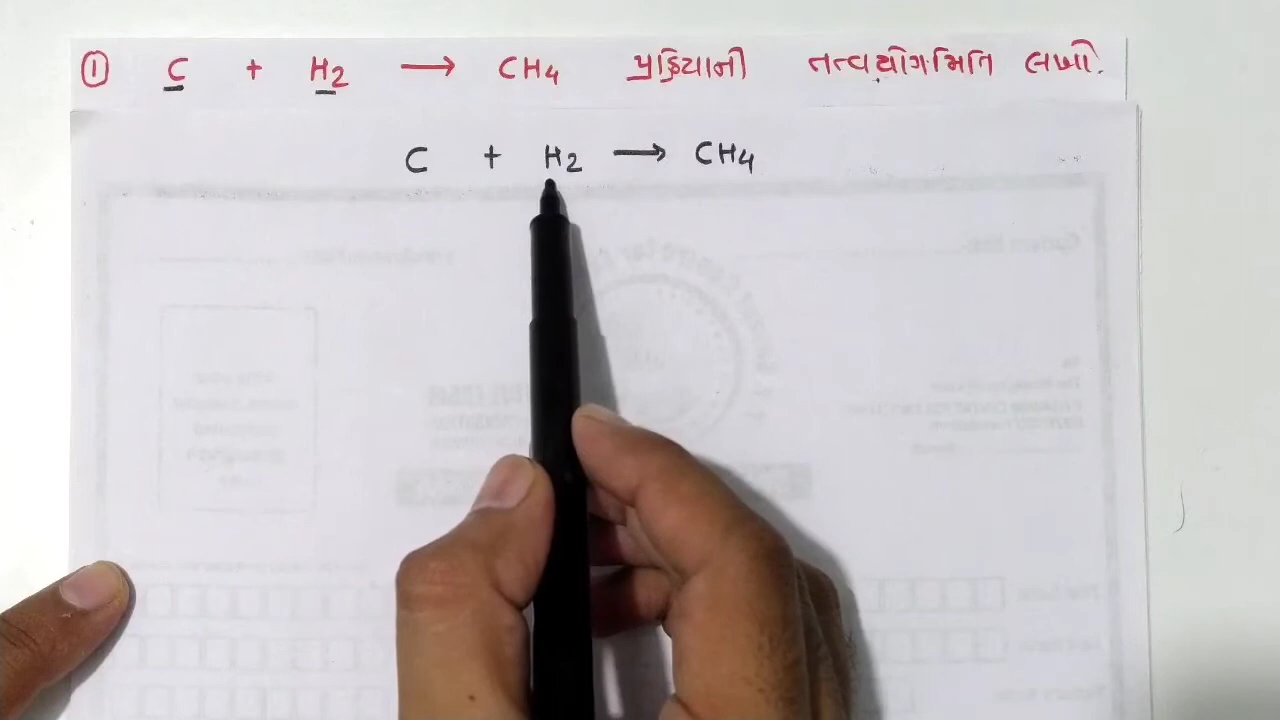 ① C + H2 → CH4 પ્રક્રિયાની તત્વયોગમિતિ લખો.
C + H2 → CH4